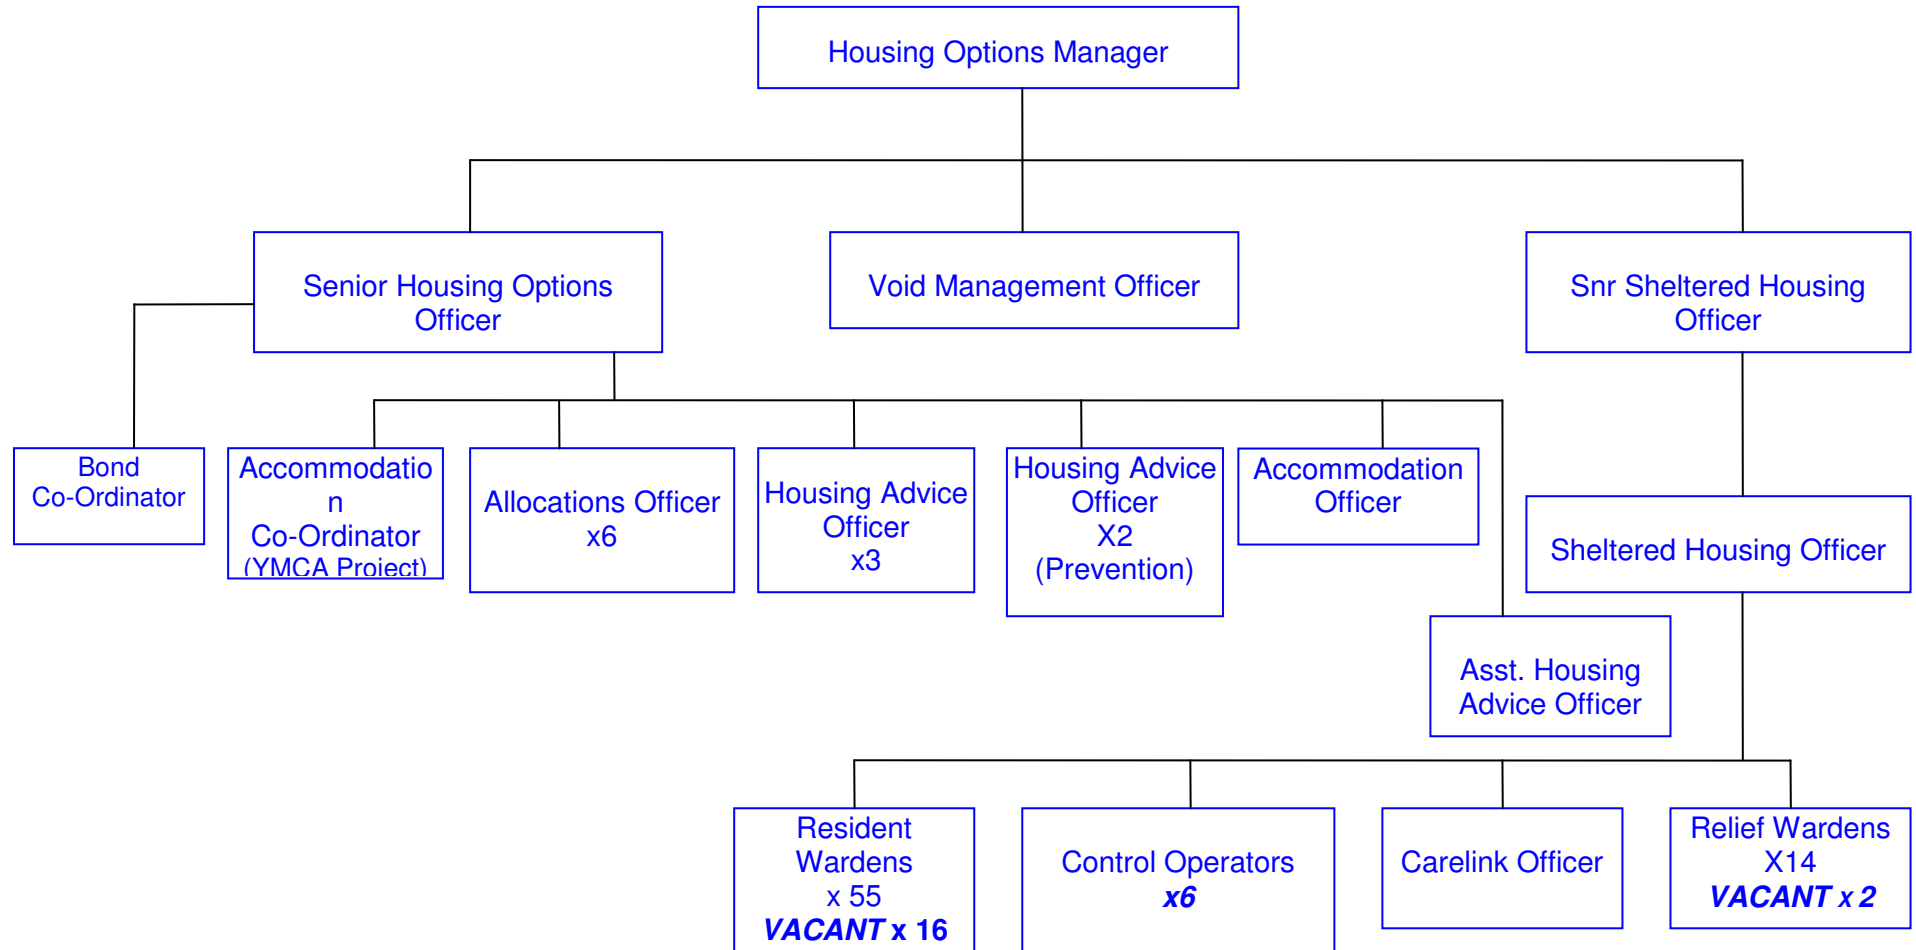 Housing Options Manager
Senior Housing Options
Officer
Void Management Officer
Snr Sheltered Housing
Officer
Bond
Co-Ordinator
Accommodatio
n
Co-Ordinator
(YMCA Project)
Allocations Officer
x6
Housing Advice
Officer
x3
Housing Advice
Officer
X2
(Prevention)
Accommodation
Officer
Sheltered Housing Officer
Asst. Housing
Advice Officer
Resident
Wardens
x 55
VACANT x 16
Control Operators
x6
Carelink Officer
Relief Wardens
X14
VACANT x 2